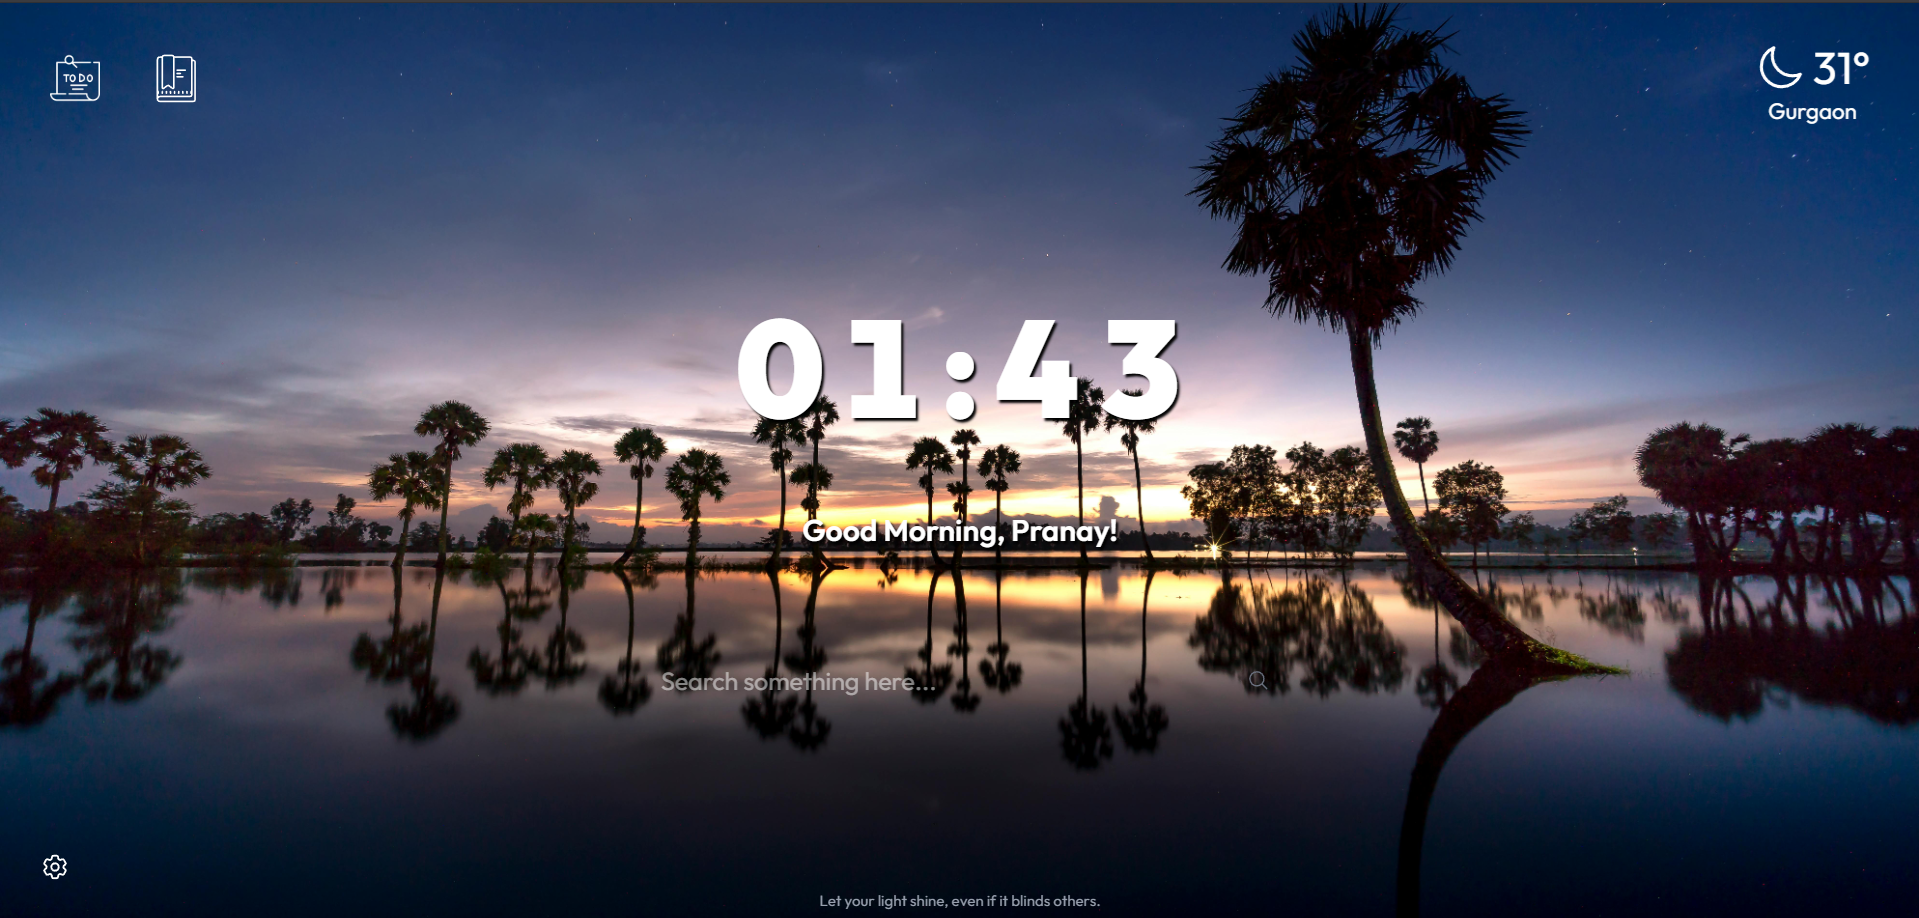 TO DO
31°
Gurgaon
01:43
Good Morning, Pranay!
Search something here...
Let your light shine, even if it blinds others.